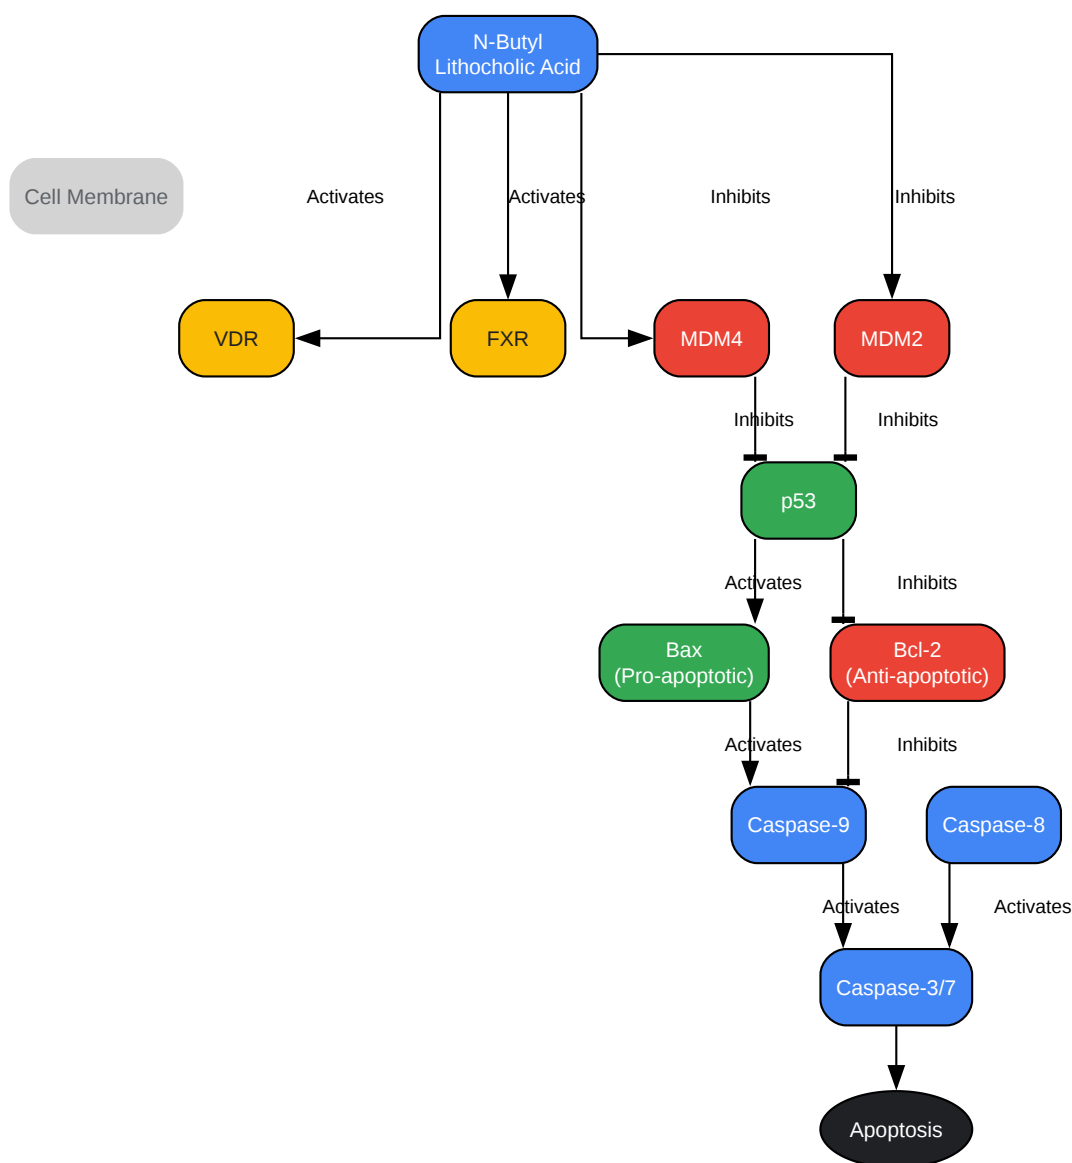 N-Butyl
Lithocholic Acid
Cell Membrane
Activates
Activates
Inhibits
Inhibits
VDR
FXR
MDM4
MDM2
Inhibits
Inhibits
p53
Activates
Inhibits
Bax
(Pro-apoptotic)
Bcl-2
(Anti-apoptotic)
Activates
Inhibits
Caspase-9
Caspase-8
Activates
Activates
Caspase-3/7
Apoptosis